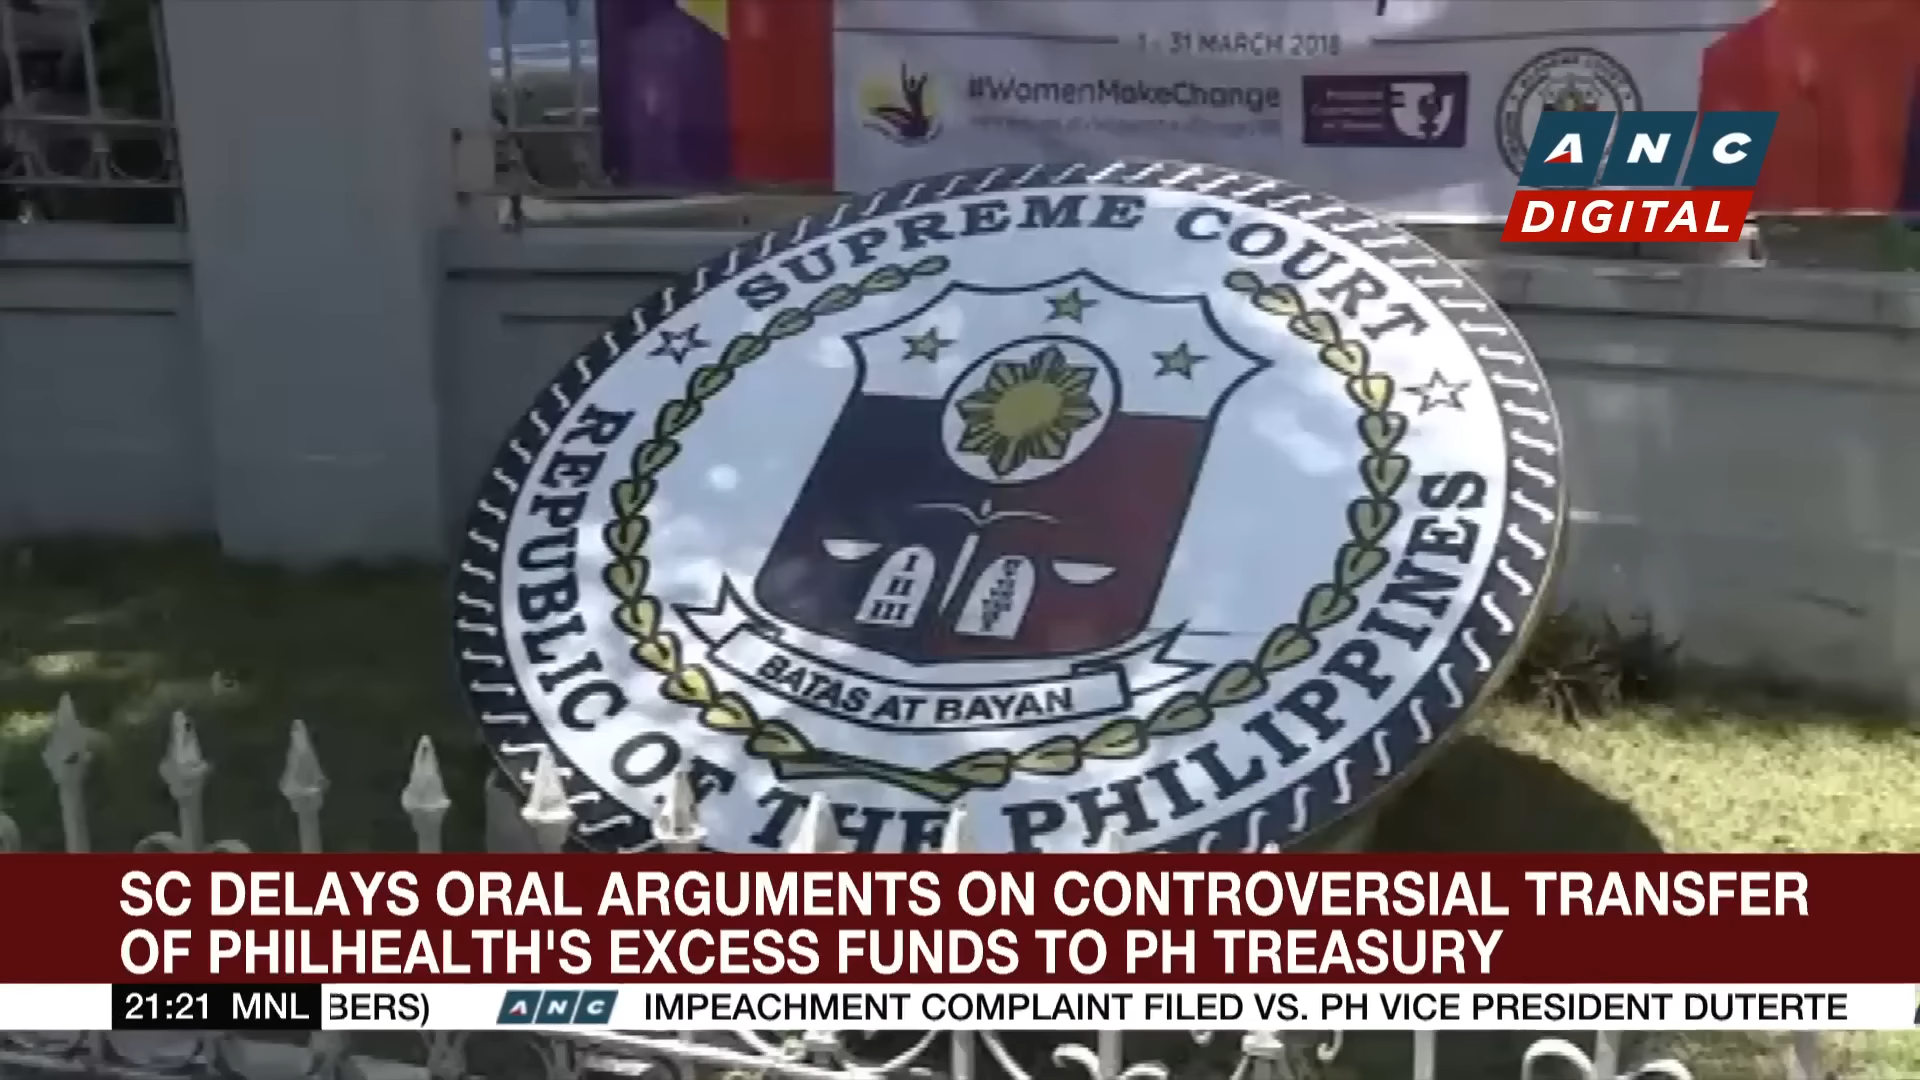 1 - 31 MARCH 2018
#WomenMakeChange
ANC
DIGITAL
SUPREME COURT
REPUBLIC OF THE PHILIPPINES
I
II
III
BATAS AT BAYAN
SC DELAYS ORAL ARGUMENTS ON CONTROVERSIAL TRANSFER
OF PHILHEALTH'S EXCESS FUNDS TO PH TREASURY
21:21 MNL BERS) ANC IMPEACHMENT COMPLAINT FILED VS. PH VICE PRESIDENT DUTERTE